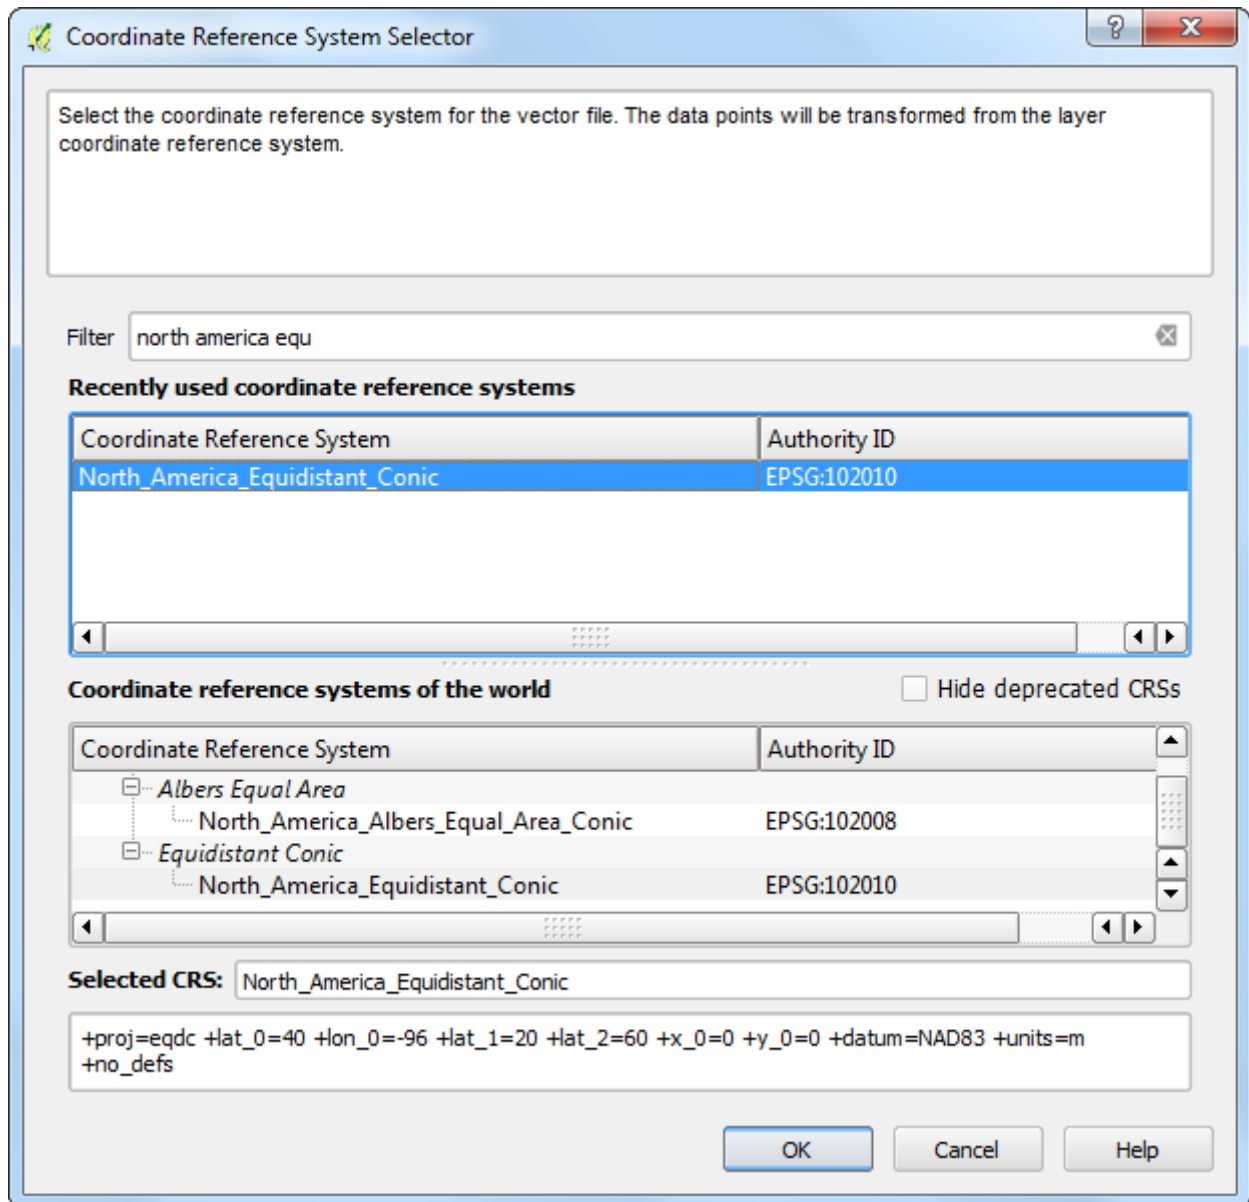 Coordinate Reference System Selector
Select the coordinate reference system for the vector file. The data points will be transformed from the layer
coordinate reference system.
Filter north america equ
Recently used coordinate reference systems
Coordinate Reference System Authority ID
North_America_Equidistant_Conic EPSG:102010
Coordinate reference systems of the world Hide deprecated CRSs
Coordinate Reference System Authority ID
Albers Equal Area
North_America_Albers_Equal_Area_Conic EPSG:102008
Equidistant Conic
North_America_Equidistant_Conic EPSG:102010
Selected CRS: North_America_Equidistant_Conic
+proj=eqdc +lat_0=40 +lon_0=-96 +lat_1=20 +lat_2=60 +x_0=0 +y_0=0 +datum=NAD83 +units=m
+no_defs
OK Cancel Help